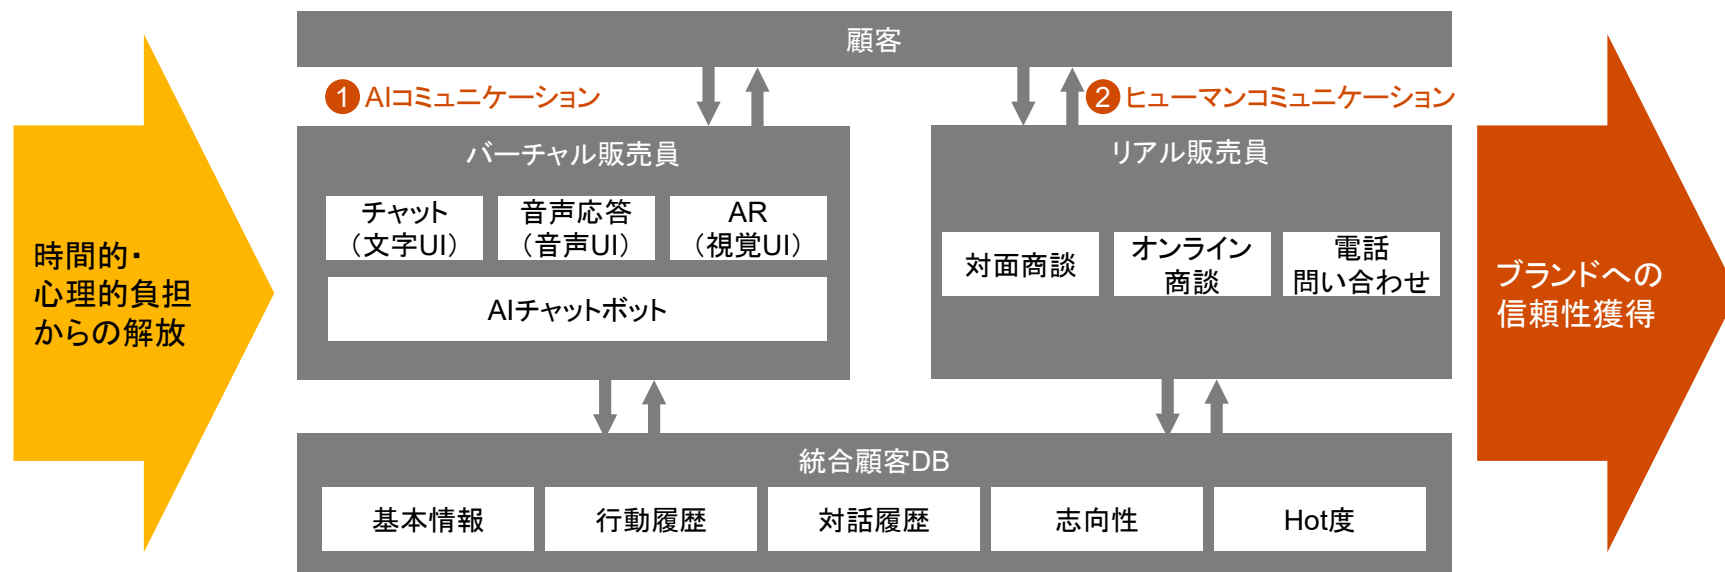 顧客
1 AIコミュニケーション
2 ヒューマンコミュニケーション
バーチャル販売員
チャット
（文字UI）
音声応答
（音声UI）
AR
（視覚UI）
AIチャットボット
リアル販売員
対面商談
オンライン
商談
電話
問い合わせ
時間的・
心理的負担
からの解放
ブランドへの
信頼性獲得
統合顧客DB
基本情報
行動履歴
対話履歴
志向性
Hot度